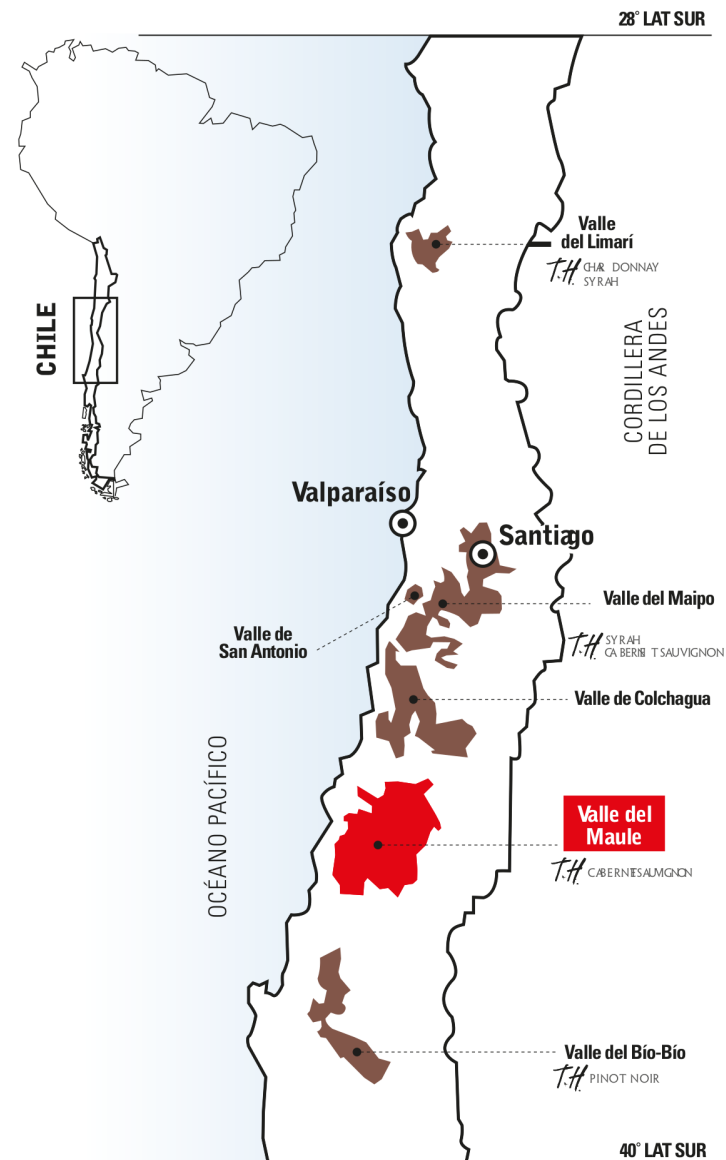 28° LAT SUR
Valle
del Limarí
T.H. CHARDONNAY
SYRAH
CHILE
CORDILLERA
DE LOS ANDES
Valparaíso
Santiago
Valle del Maipo
Valle de
San Antonio
T.H. SYRAH
CABERNET SAUVIGNON
Valle de Colchagua
OCÉANO PACÍFICO
Valle del
Maule
T.H. CABERNET SAUVIGNON
Valle del Bío-Bío
T.H. PINOT NOIR
40° LAT SUR